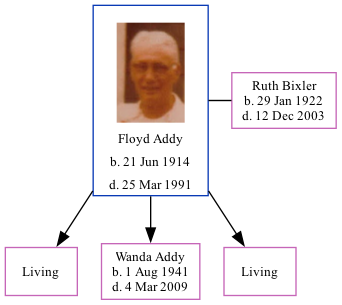 Floyd Addy
b. 21 Jun 1914
d. 25 Mar 1991
Ruth Bixler
b. 29 Jan 1922
d. 12 Dec 2003
Living
Wanda Addy
b. 1 Aug 1941
d. 4 Mar 2009
Living